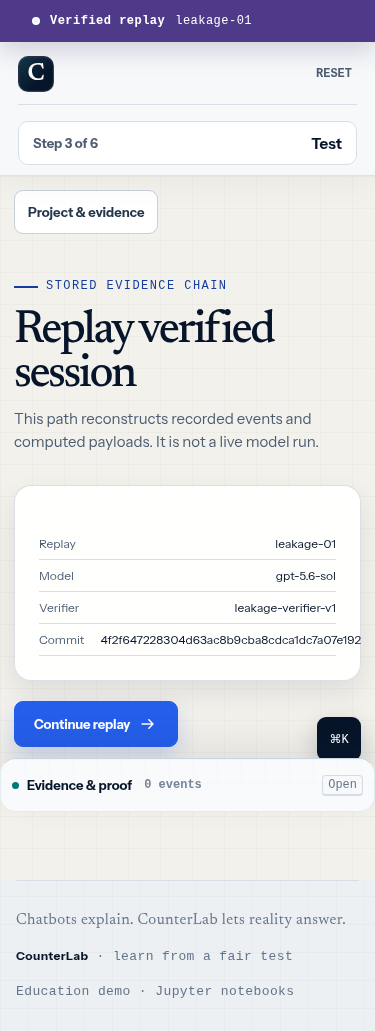 Verified replay leakage-01
C
RESET
Step 3 of 6
Test
Project & evidence
STORED EVIDENCE CHAIN
Replay verified
session
This path reconstructs recorded events and
computed payloads. It is not a live model run.
Replay leakage-01
Model gpt-5.6-sol
Verifier leakage-verifier-v1
Commit 4f2f647228304d63ac8b9cba8cdca1dc7a07e192
Continue replay →
⌘K
Evidence & proof 0 events Open
Chatbots explain. CounterLab lets reality answer.
CounterLab · learn from a fair test
Education demo · Jupyter notebooks